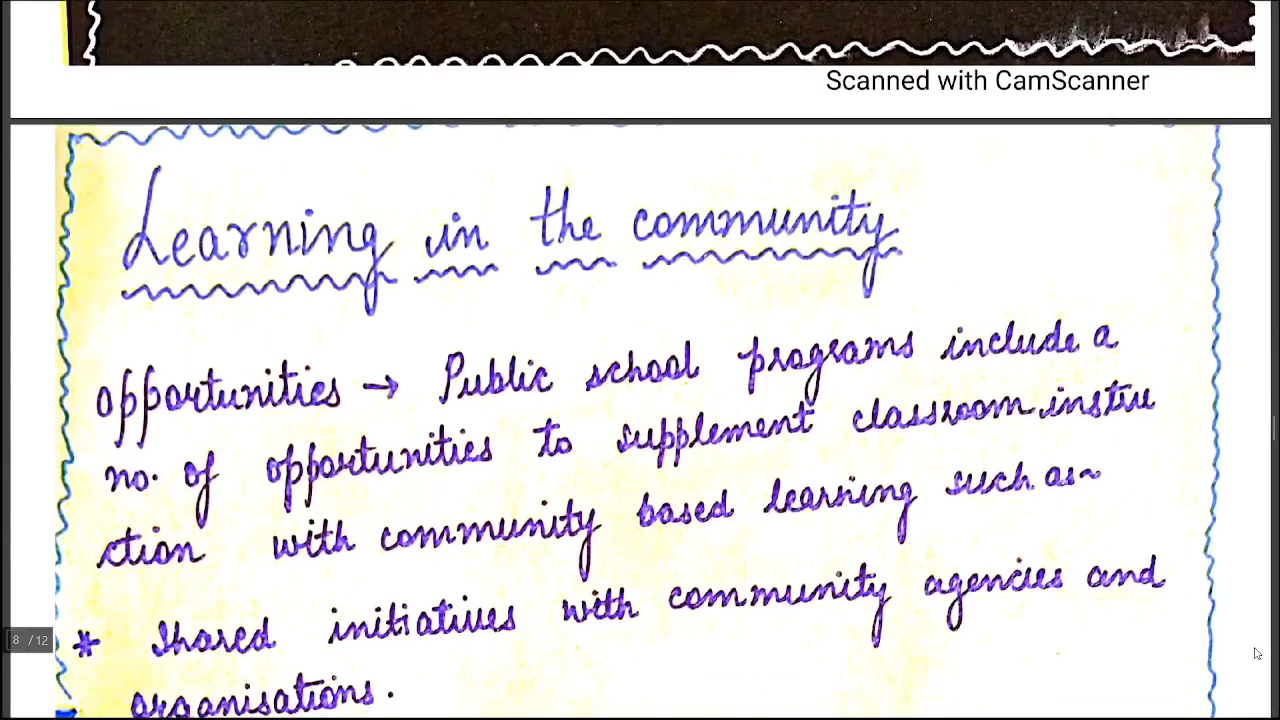 Scanned with CamScanner
Learning in the community
opportunities → Public school programs include a
no. of opportunities to supplement classroom instru
ction with community based learning such as~
* Shared initiatives with community agencies and
8 / 12
organisations.